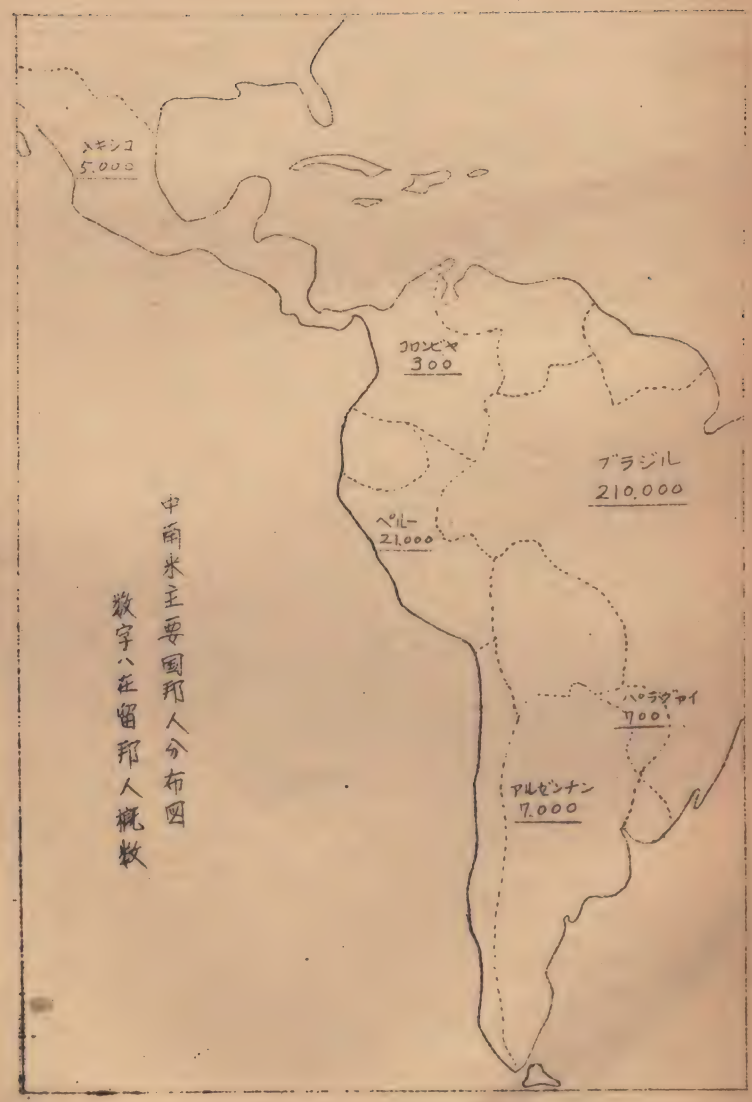 メキシコ
5.000
コロンビヤ
300
ブラジル
210.000
ペルー
21.000
パラグァイ
700
アルゼンチン
7.000
中南米主要国邦人分布図
数字ハ在留邦人概数